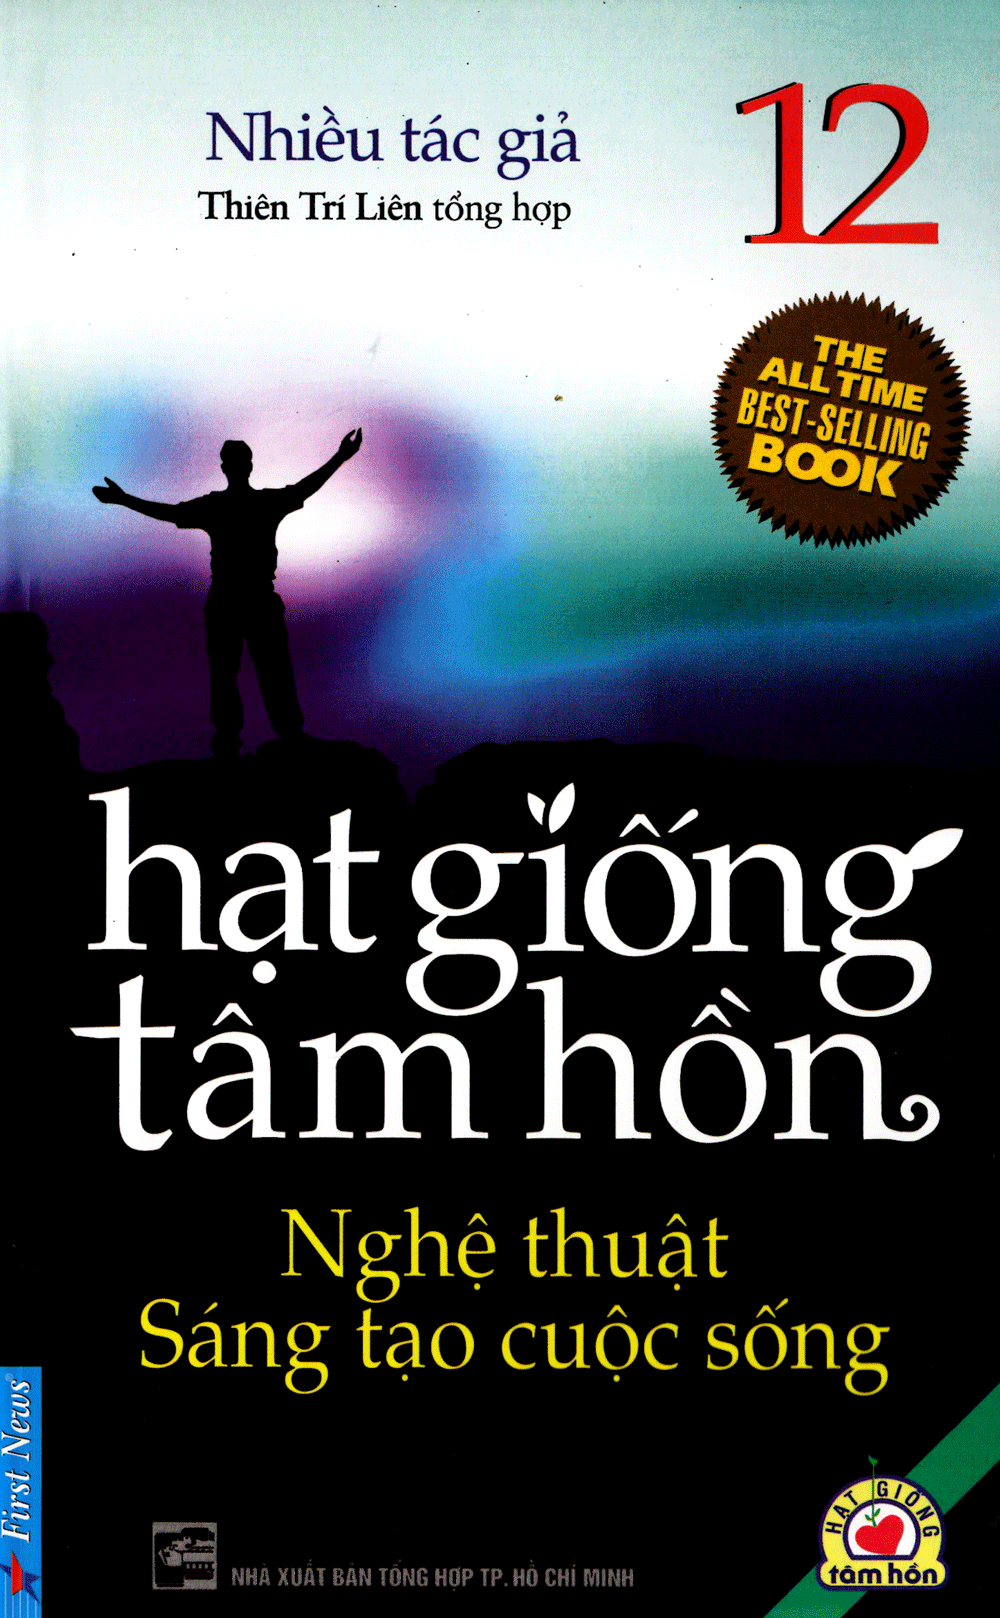 Nhiều tác giả
Thiên Trí Liên tổng hợp
12
THE
ALL TIME
BEST-SELLING
BOOK
hạt giống
tâm hồn
Nghệ thuật
Sáng tạo cuộc sống
First News®
NHÀ XUẤT BẢN TỔNG HỢP TP. HỒ CHÍ MINH
HẠT GIỐNG
tâm hồn